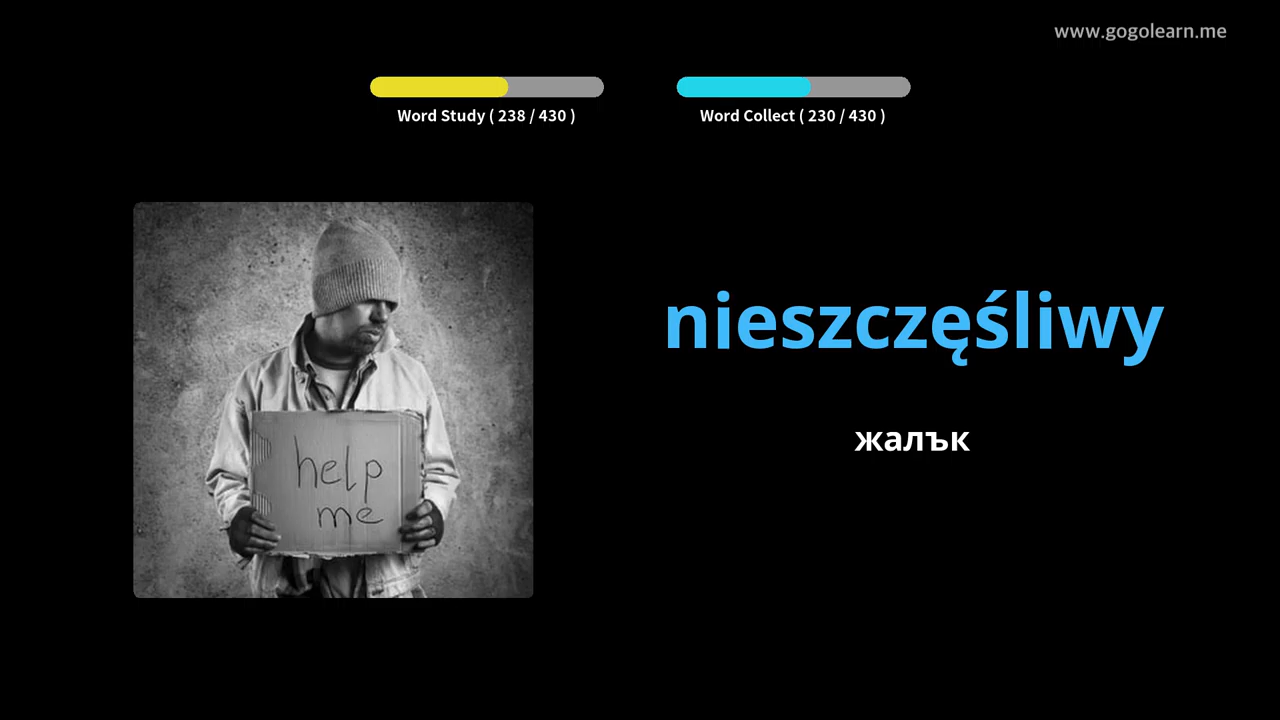 www.gogolearn.me
Word Study ( 238 / 430 )
Word Collect ( 230 / 430 )
help
me
nieszczęśliwy
жалък